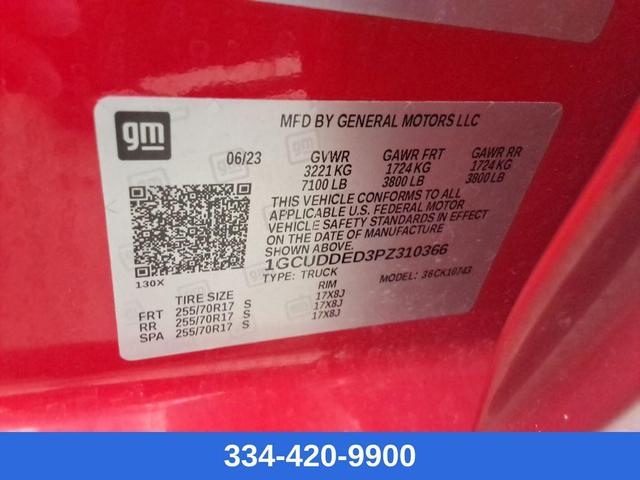 gm
MFD BY GENERAL MOTORS LLC
06/23 GVWR GAWR FRT GAWR RR
3221 KG 1724 KG 1724 KG
7100 LB 3800 LB 3800 LB
THIS VEHICLE CONFORMS TO ALL
APPLICABLE U.S. FEDERAL MOTOR
VEHICLE SAFETY STANDARDS IN EFFECT
ON THE DATE OF MANUFACTURE
SHOWN ABOVE.
1GCUDDED3PZ310366
TYPE: TRUCK MODEL: 36CK10743
130X
TIRE SIZE RIM
FRT 255/70R17 S 17X8J
RR 255/70R17 S 17X8J
SPA 255/70R17 S 17X8J
334-420-9900